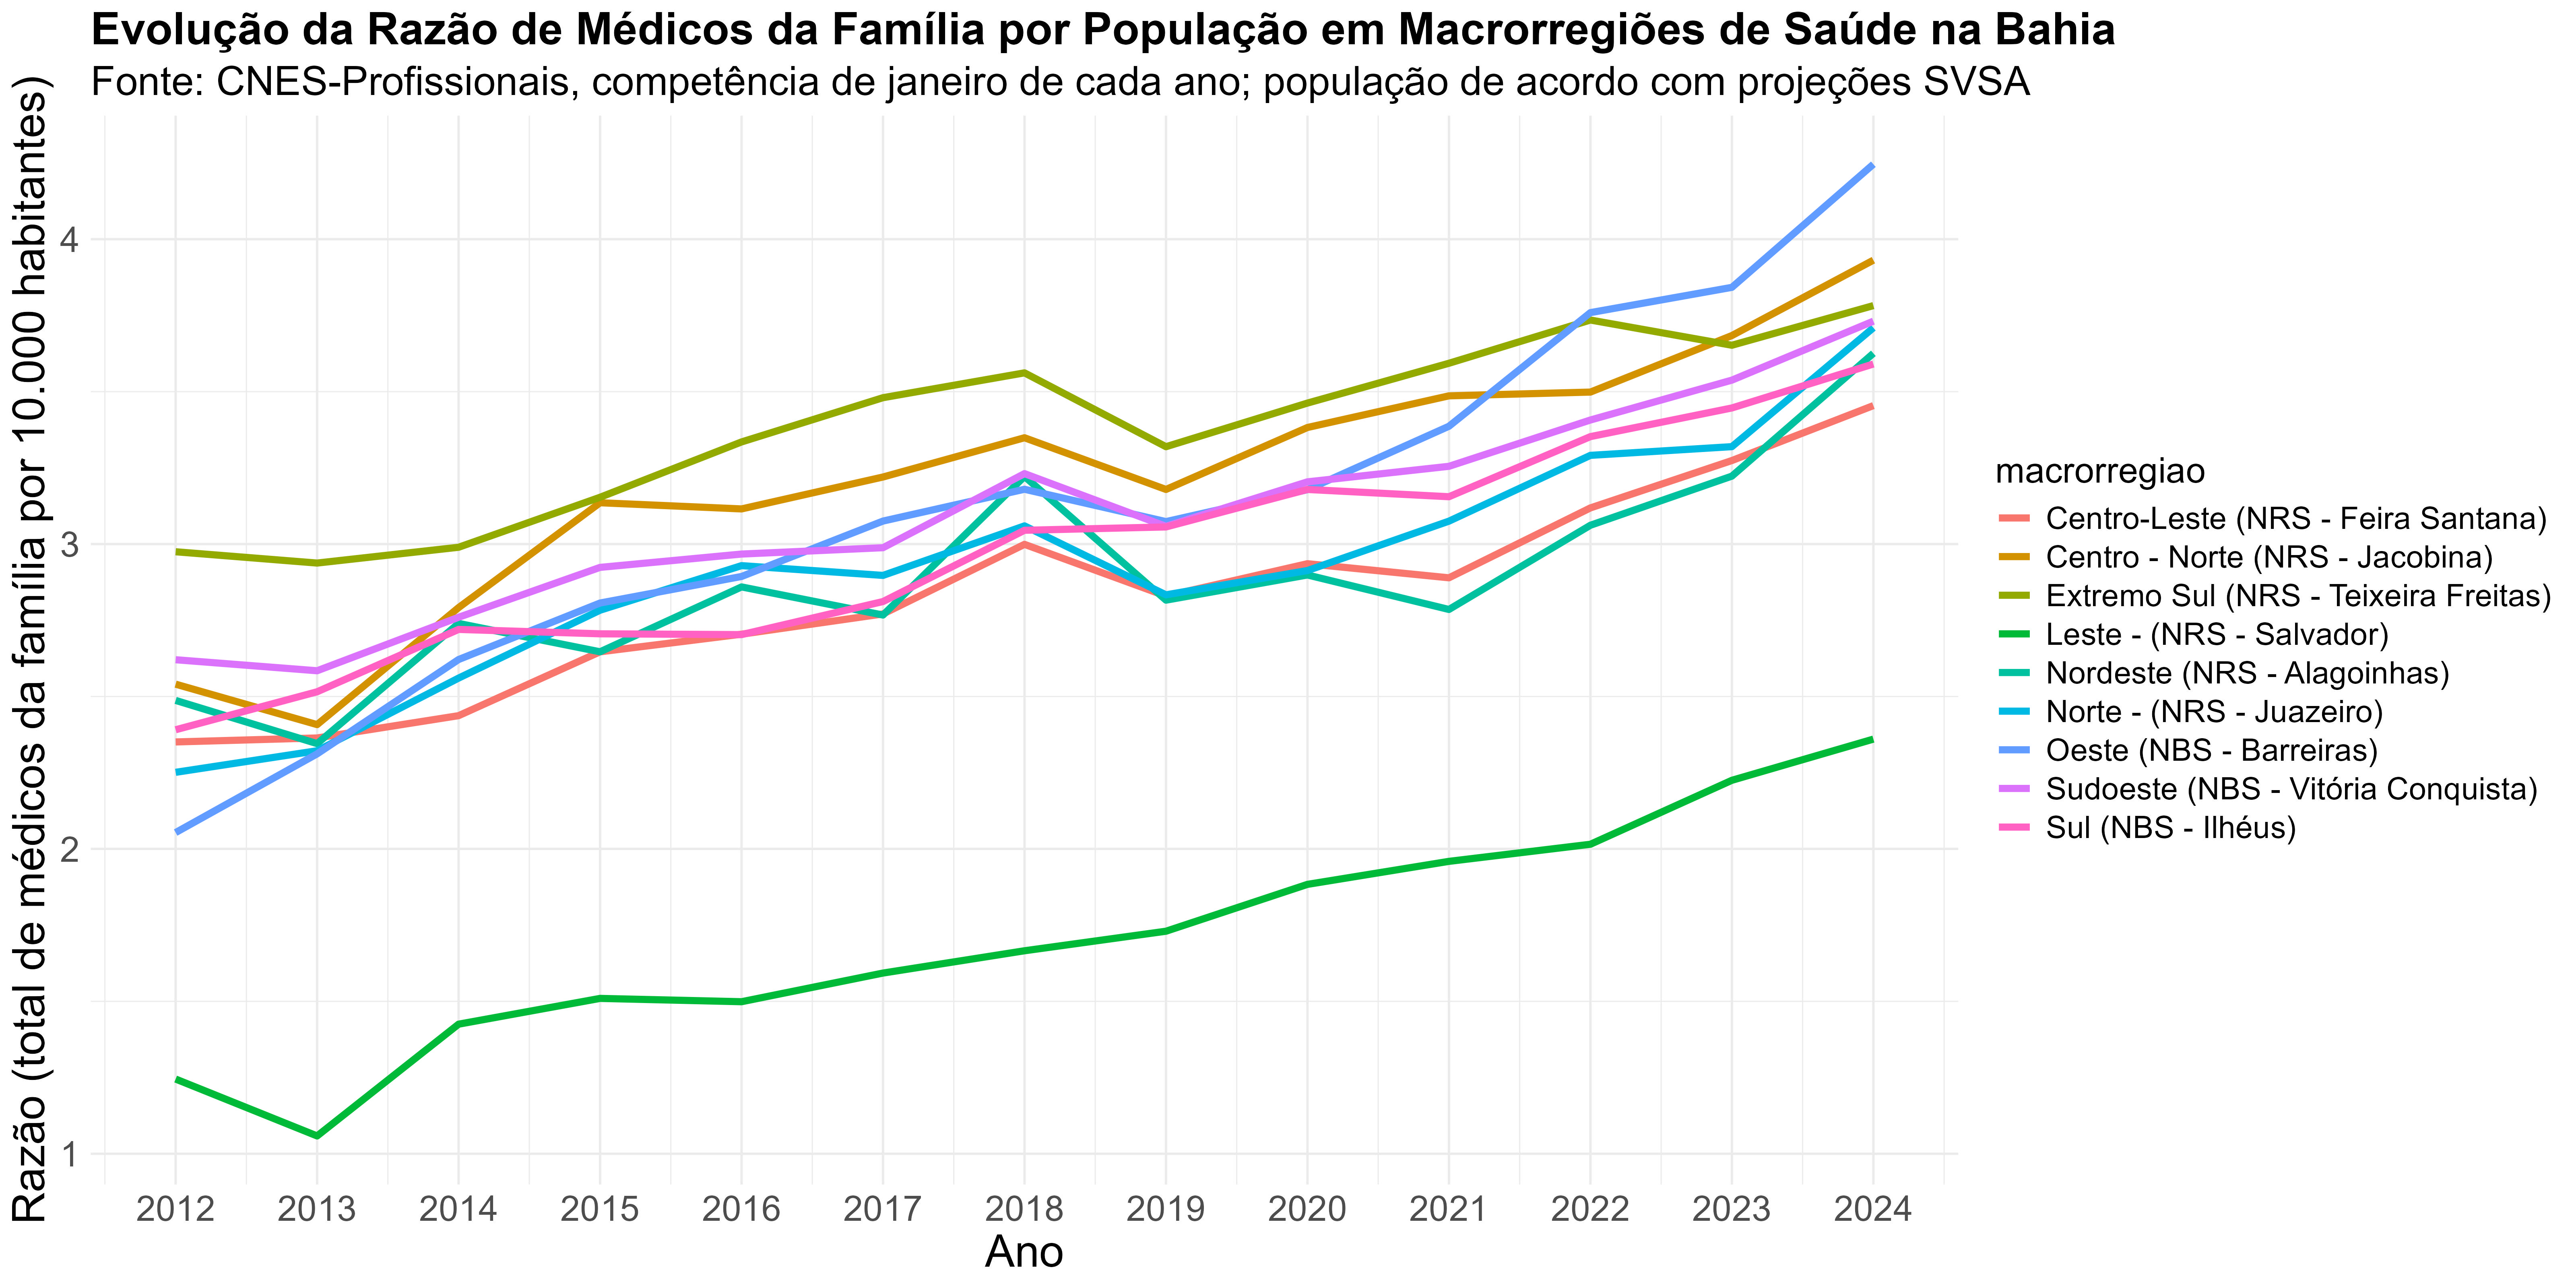 Evolução da Razão de Médicos da Família por População em Macrorregiões de Saúde na Bahia
Fonte: CNES-Profissionais, competência de janeiro de cada ano; população de acordo com projeções SVSA
Razão (total de médicos da família por 10.000 habitantes)
4
3
2
1
2012 2013 2014 2015 2016 2017 2018 2019 2020 2021 2022 2023 2024
Ano
macrorregiao
Centro-Leste (NRS - Feira Santana)
Centro - Norte (NRS - Jacobina)
Extremo Sul (NRS - Teixeira Freitas)
Leste - (NRS - Salvador)
Nordeste (NRS - Alagoinhas)
Norte - (NRS - Juazeiro)
Oeste (NBS - Barreiras)
Sudoeste (NBS - Vitória Conquista)
Sul (NBS - Ilhéus)